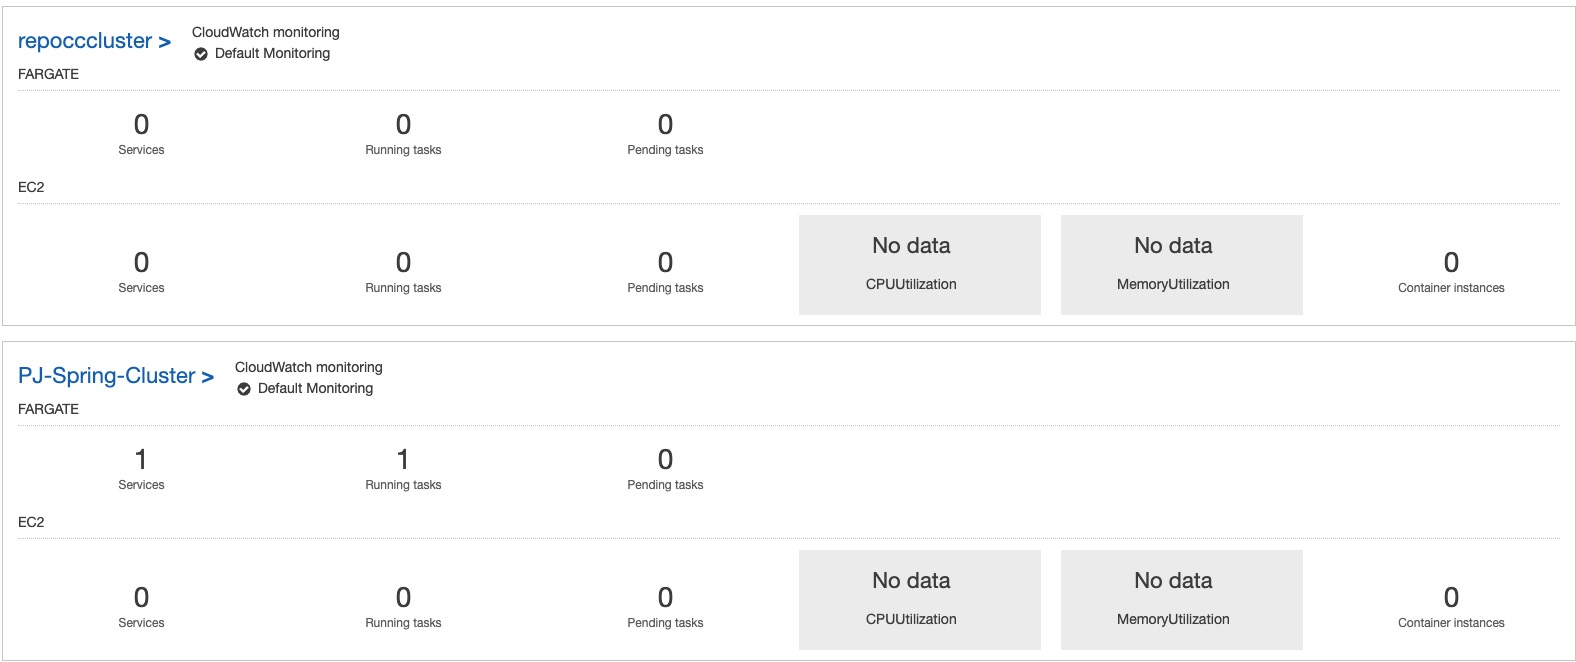 repocccluster >
CloudWatch monitoring
Default Monitoring
FARGATE
0 0 0
Services Running tasks Pending tasks
EC2
No data No data
0 0 0 0
CPUUtilization MemoryUtilization
Services Running tasks Pending tasks Container instances
PJ-Spring-Cluster >
CloudWatch monitoring
Default Monitoring
FARGATE
1 1 0
Services Running tasks Pending tasks
EC2
No data No data
0 0 0 0
CPUUtilization MemoryUtilization
Services Running tasks Pending tasks Container instances